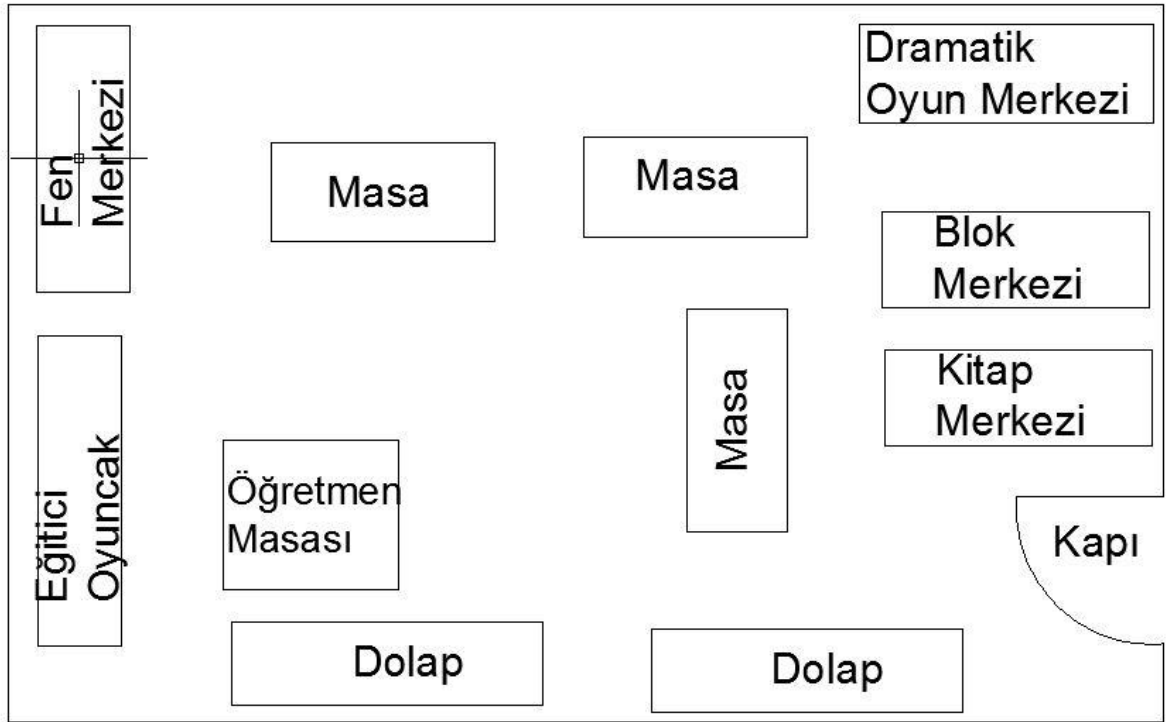 Fen
Merkezi
Masa
Masa
Dramatik
Oyun Merkezi
Blok
Merkezi
Masa
Kitap
Merkezi
Eğitici
Oyuncak
Öğretmen
Masası
Kapı
Dolap
Dolap